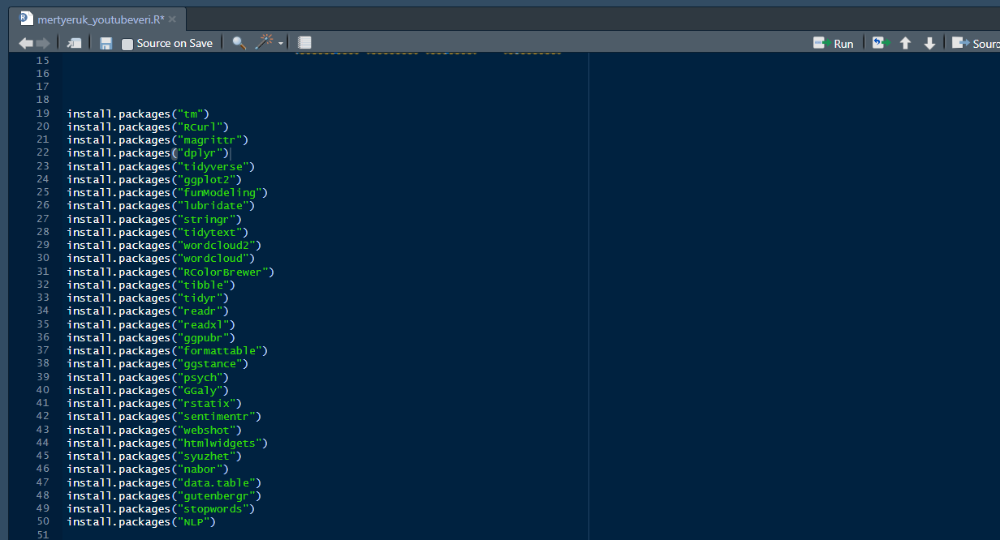 mertyeruk_youtubeveri.R*
Source on Save
Run
Sourc
15
16
17
18
19 install.packages("tm")
20 install.packages("RCurl")
21 install.packages("magrittr")
22 install.packages("dplyr")
23 install.packages("tidyverse")
24 install.packages("ggplot2")
25 install.packages("funModeling")
26 install.packages("lubridate")
27 install.packages("stringr")
28 install.packages("tidytext")
29 install.packages("wordcloud2")
30 install.packages("wordcloud")
31 install.packages("RColorBrewer")
32 install.packages("tibble")
33 install.packages("tidyr")
34 install.packages("readr")
35 install.packages("readxl")
36 install.packages("ggpubr")
37 install.packages("formattable")
38 install.packages("ggstance")
39 install.packages("psych")
40 install.packages("GGaly")
41 install.packages("rstatix")
42 install.packages("sentimentr")
43 install.packages("webshot")
44 install.packages("htmlwidgets")
45 install.packages("syuzhet")
46 install.packages("nabor")
47 install.packages("data.table")
48 install.packages("gutenbergr")
49 install.packages("stopwords")
50 install.packages("NLP")
51